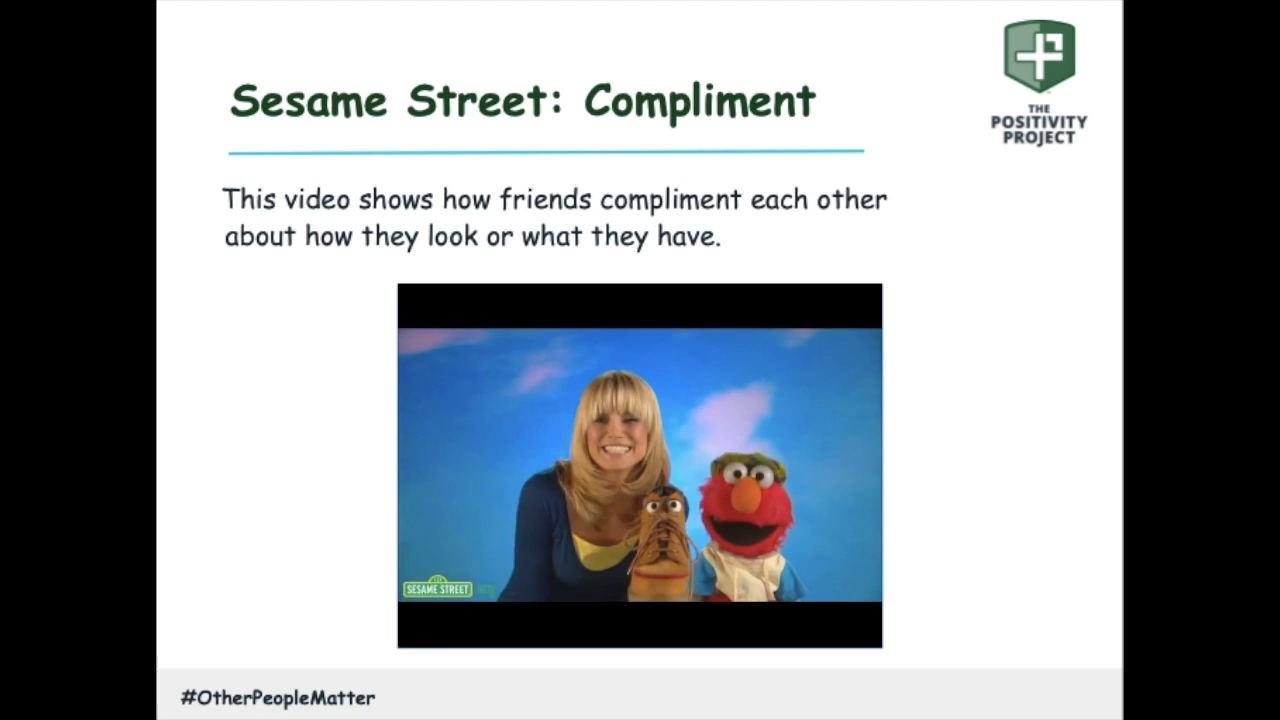 Sesame Street: Compliment
THE
POSITIVITY
PROJECT
This video shows how friends compliment each other
about how they look or what they have.
SESAME STREET
#OtherPeopleMatter